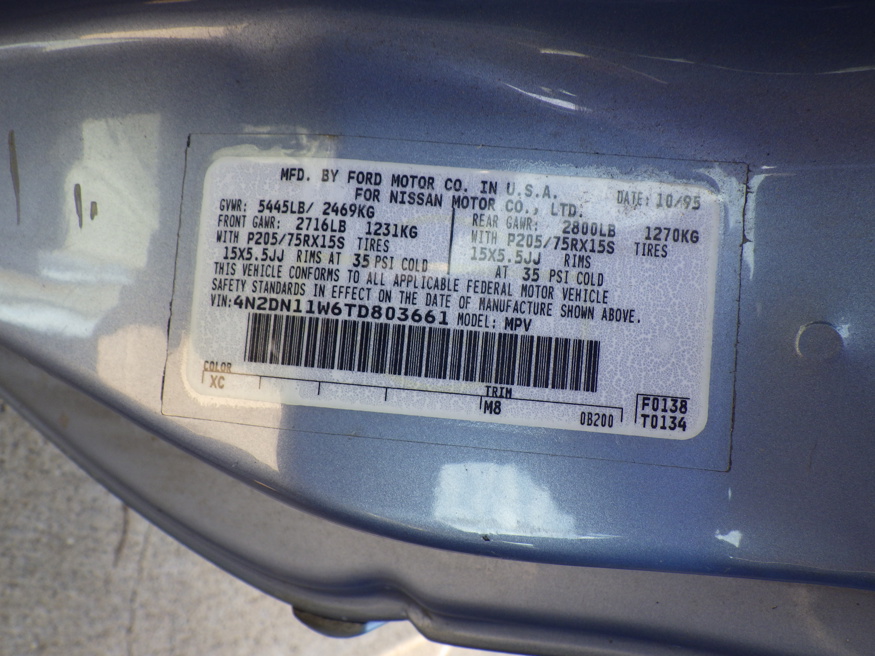 MFD. BY FORD MOTOR CO. IN U.S.A.
FOR NISSAN MOTOR CO., LTD.
DATE: 10/95
GVWR: 5445LB/ 2469KG
FRONT GAWR: 2716LB 1231KG
WITH P205/75RX15S TIRES
15X5.5JJ RIMS AT 35 PSI COLD
REAR GAWR: 2800LB 1270KG
WITH P205/75RX15S TIRES
15X5.5JJ RIMS
AT 35 PSI COLD
THIS VEHICLE CONFORMS TO ALL APPLICABLE FEDERAL MOTOR VEHICLE
SAFETY STANDARDS IN EFFECT ON THE DATE OF MANUFACTURE SHOWN ABOVE.
VIN:4N2DN11W6TD803661 MODEL: MPV
COLOR
XC
TRIM
M8
0B200
F0138
T0134